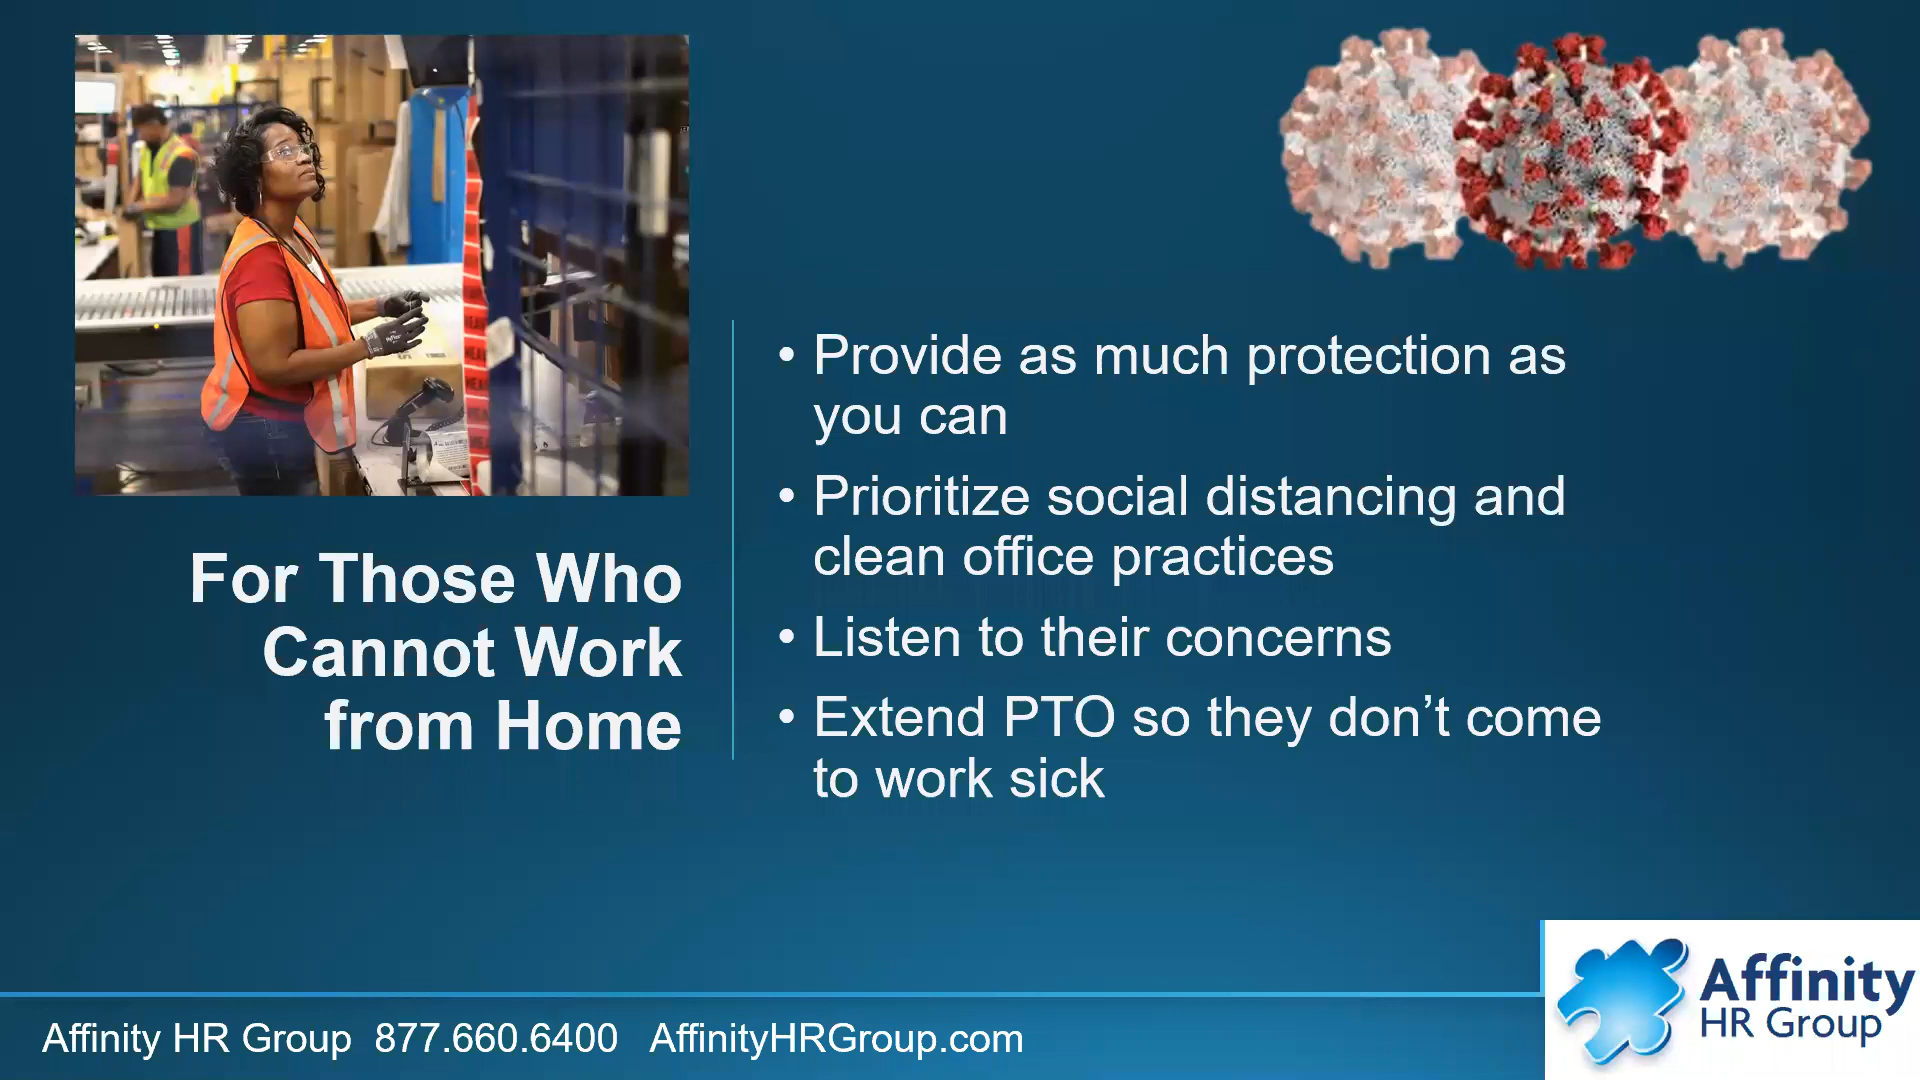 For Those Who
Cannot Work
from Home
• Provide as much protection as
you can
• Prioritize social distancing and
clean office practices
• Listen to their concerns
• Extend PTO so they don’t come
to work sick
Affinity HR Group 877.660.6400 AffinityHRGroup.com
Affinity
HR Group